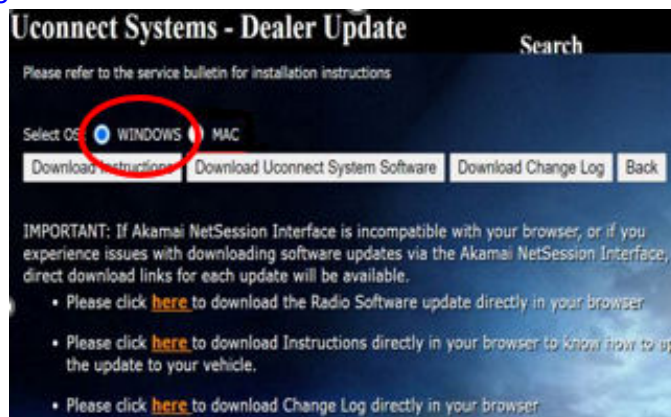 Uconnect Systems - Dealer Update
Search
Please refer to the service bulletin for installation instructions
Select OS: WINDOWS MAC
Download Instructions Download Uconnect System Software Download Change Log Back
IMPORTANT: If Akamai NetSession Interface is incompatible with your browser, or if you
experience issues with downloading software updates via the Akamai NetSession Interface,
direct download links for each update will be available.
• Please click here to download the Radio Software update directly in your browser
• Please click here to download Instructions directly in your browser to know how to
the update to your vehicle.
• Please click here to download Change Log directly in your browser